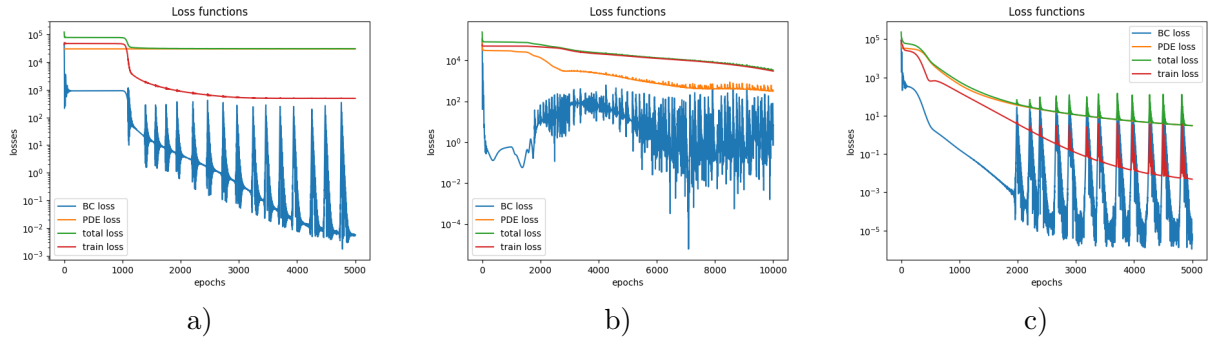 Loss functions
10^5
10^4
10^3
10^2
10^1
10^0
10^-1
10^-2
10^-3
losses
BC loss
PDE loss
total loss
train loss
0 1000 2000 3000 4000 5000
epochs
a)
Loss functions
10^4
10^2
10^0
10^-2
10^-4
losses
BC loss
PDE loss
total loss
train loss
0 2000 4000 6000 8000 10000
epochs
b)
Loss functions
10^5
10^3
10^1
10^-1
10^-3
10^-5
losses
BC loss
PDE loss
total loss
train loss
0 1000 2000 3000 4000 5000
epochs
c)